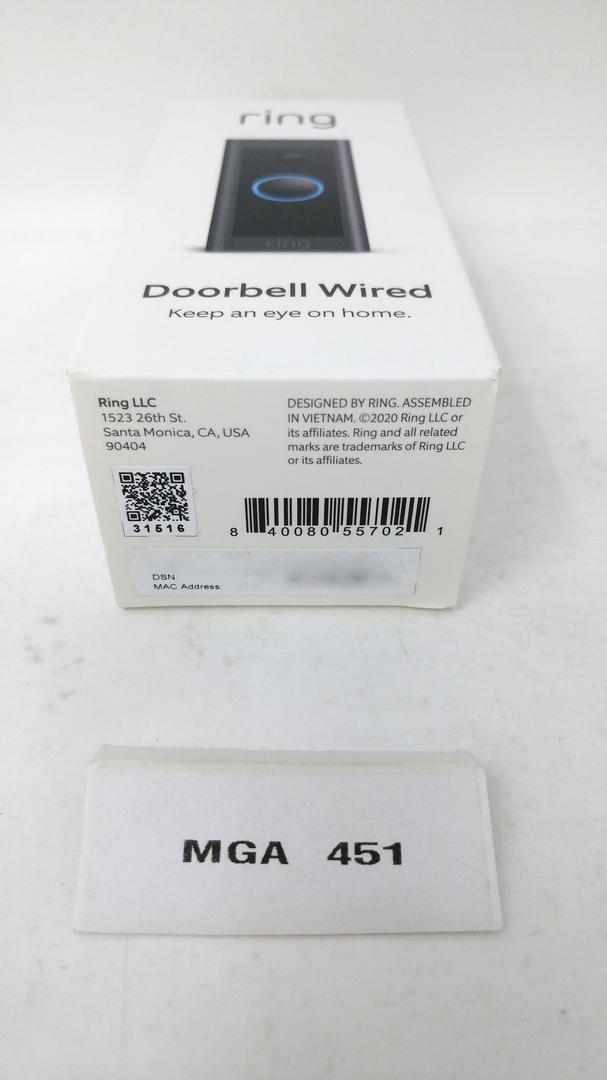 ring
ring
Doorbell Wired
Keep an eye on home.
Ring LLC
1523 26th St.
Santa Monica, CA, USA
90404
DESIGNED BY RING. ASSEMBLED
IN VIETNAM. ©2020 Ring LLC or
its affiliates. Ring and all related
marks are trademarks of Ring LLC
or its affiliates.
31516
8 40080 55702 1
DSN:
MAC Address:
MGA 451